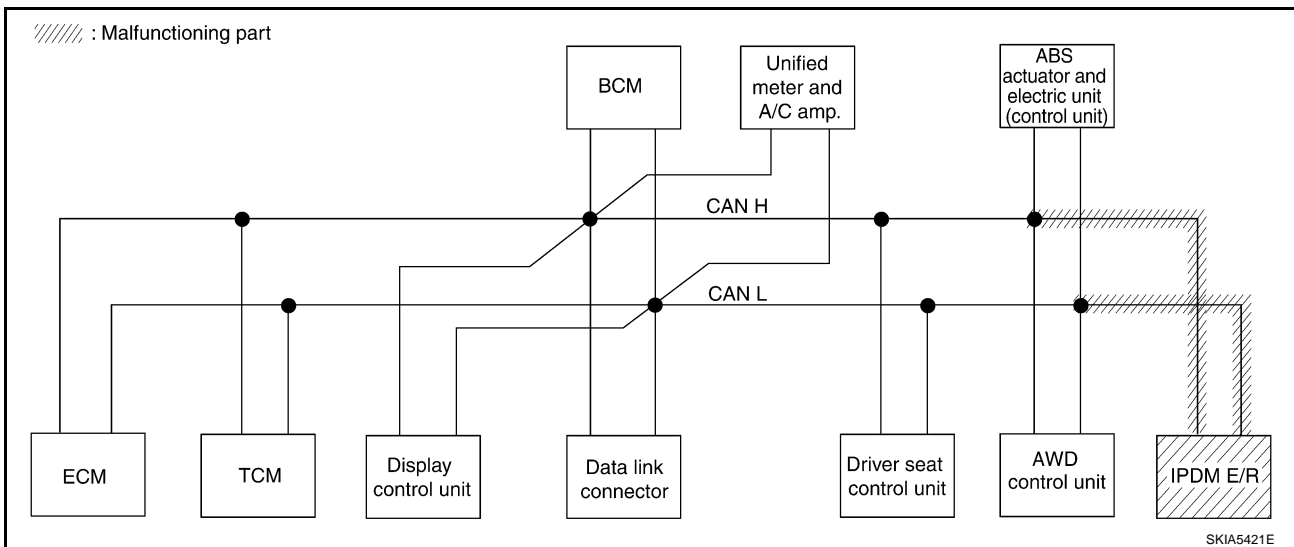 : Malfunctioning part
BCM
Unified
meter and
A/C amp.
ABS
actuator and
electric unit
(control unit)
CAN H
CAN L
ECM
TCM
Display
control unit
Data link
connector
Driver seat
control unit
AWD
control unit
IPDM E/R
SKIA5421E